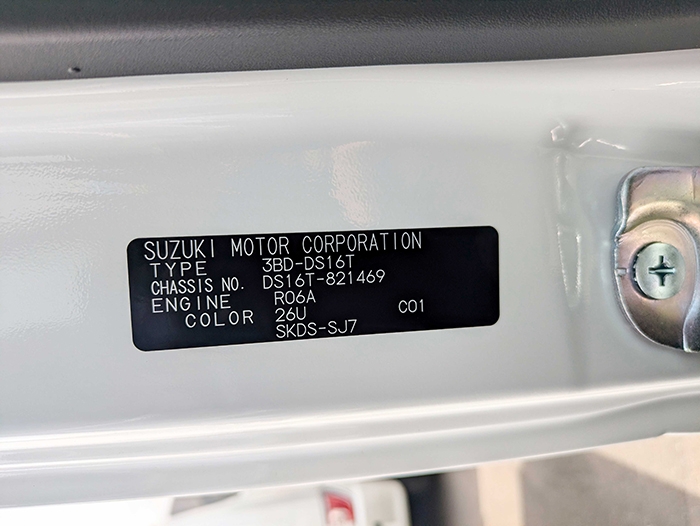 SUZUKI MOTOR CORPORATION
TYPE 3BD-DS16T
CHASSIS NO. DS16T-821469
ENGINE R06A
COLOR 26U C01
SKDS-SJ7